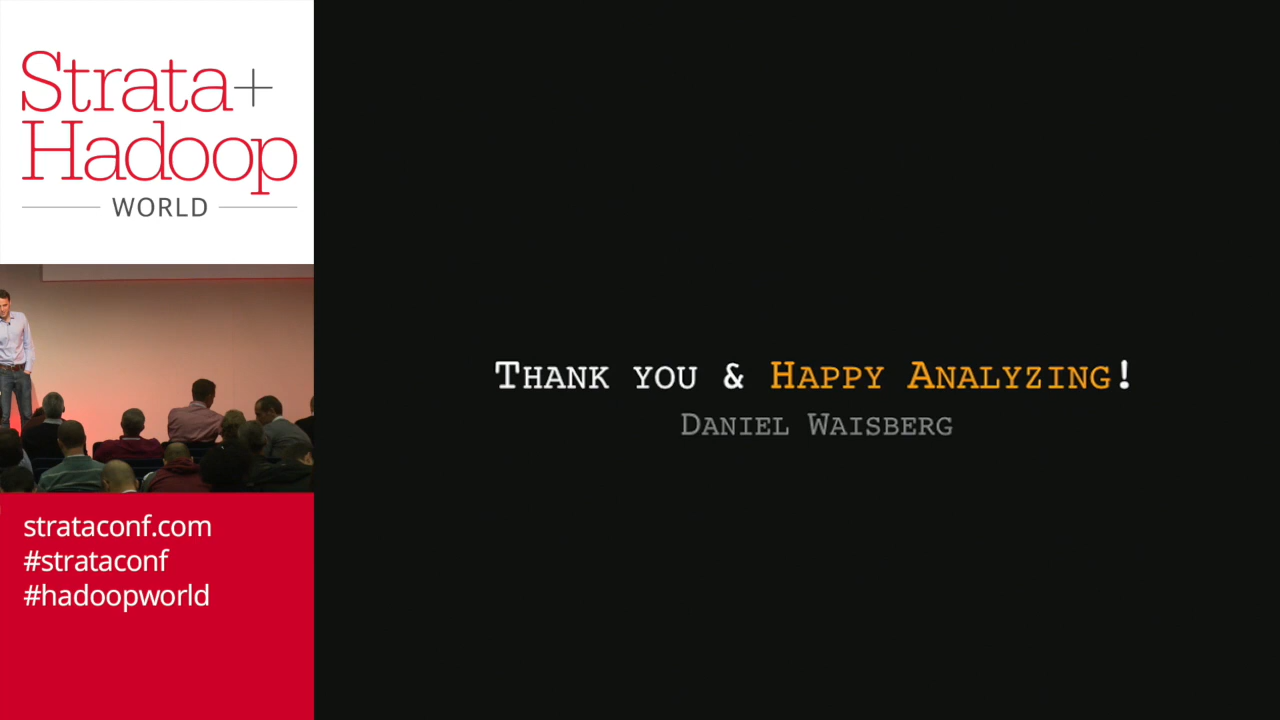 Strata+
Hadoop
WORLD
strataconf.com
#strataconf
#hadoopworld
THANK YOU & HAPPY ANALYZING!
DANIEL WAISBERG